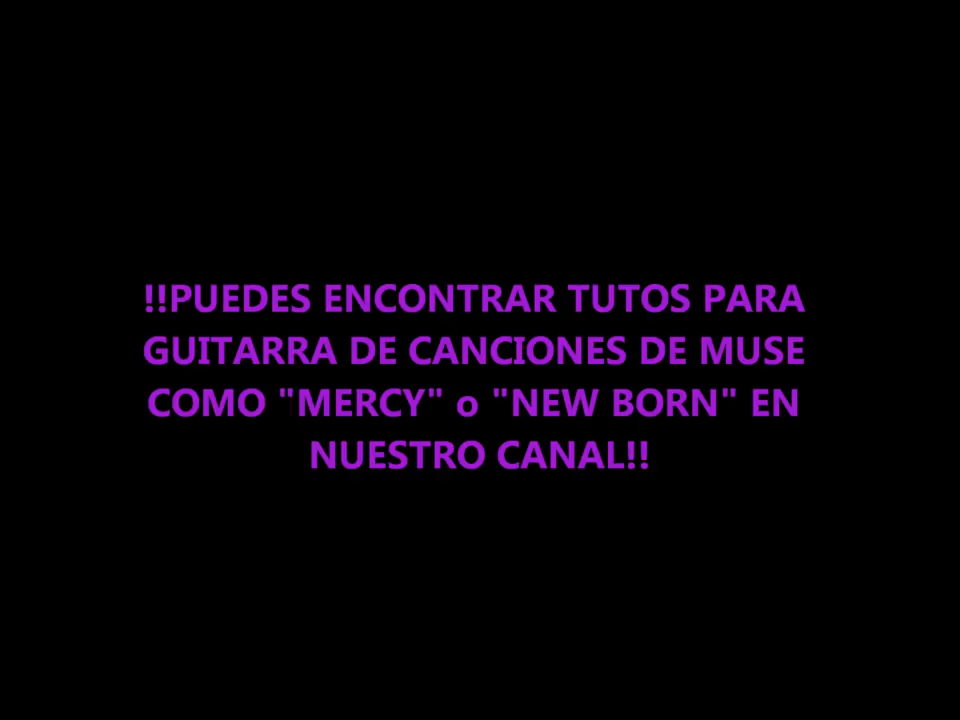 !!PUEDES ENCONTRAR TUTOS PARA
GUITARRA DE CANCIONES DE MUSE
COMO "MERCY" o "NEW BORN" EN
NUESTRO CANAL!!